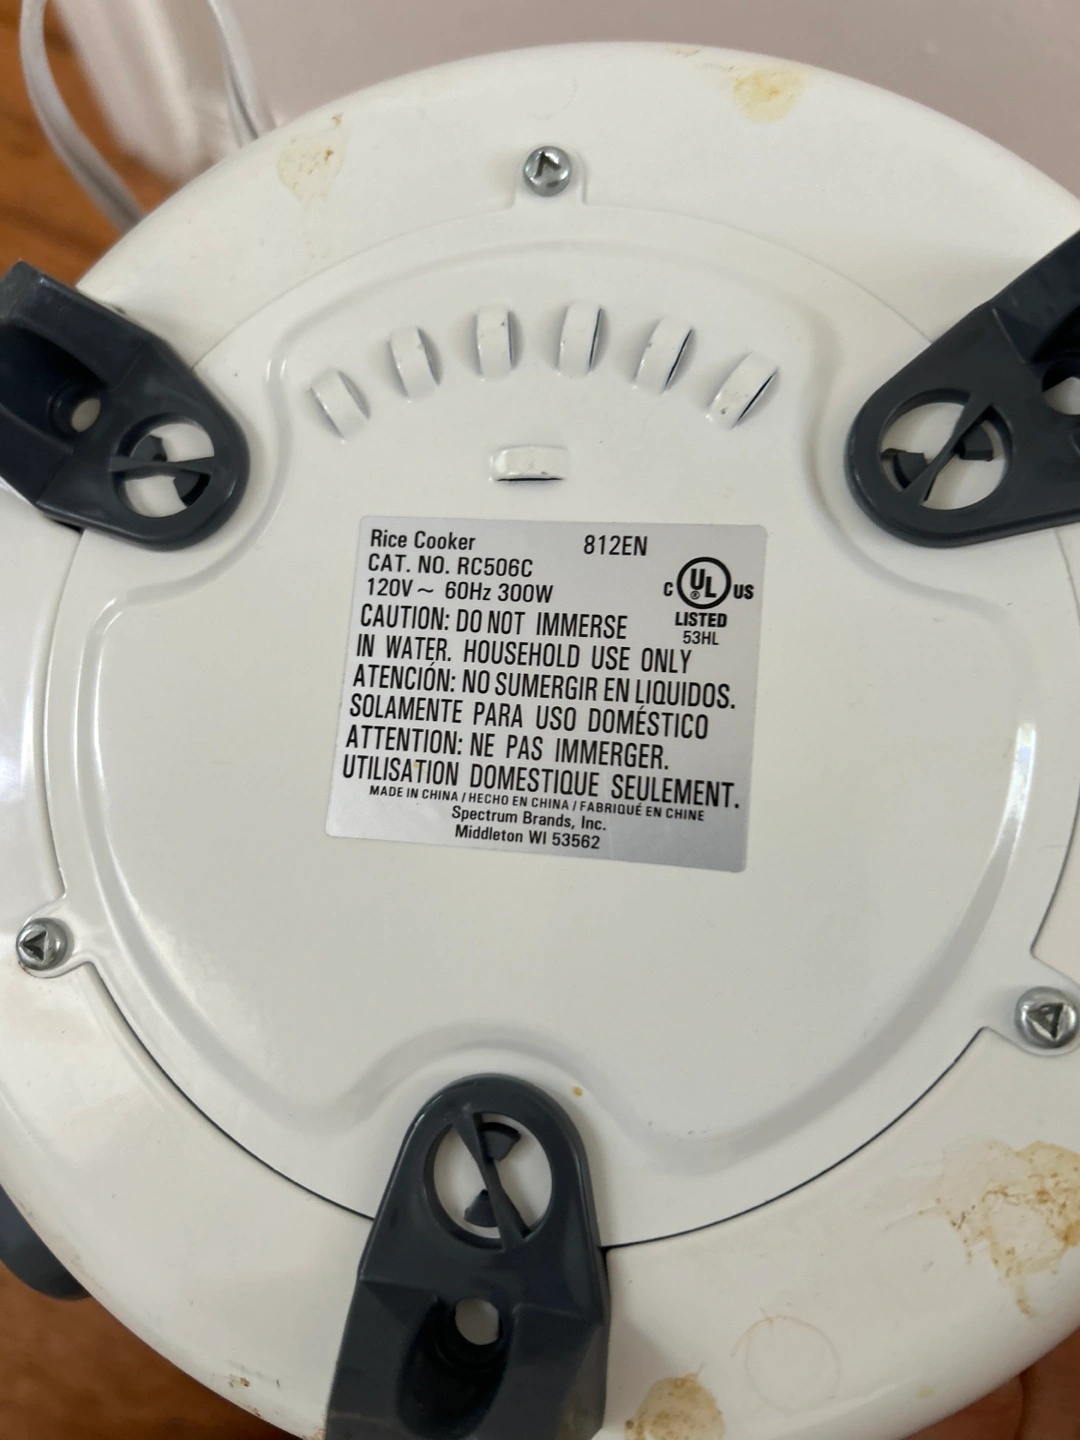 Rice Cooker 812EN
CAT. NO. RC506C
120V ~ 60Hz 300W
C UL ® US
LISTED
53HL
CAUTION: DO NOT IMMERSE
IN WATER. HOUSEHOLD USE ONLY
ATENCIÓN: NO SUMERGIR EN LIQUIDOS.
SOLAMENTE PARA USO DOMÉSTICO
ATTENTION: NE PAS IMMERGER.
UTILISATION DOMESTIQUE SEULEMENT.
MADE IN CHINA / HECHO EN CHINA / FABRIQUÉ EN CHINE
Spectrum Brands, Inc.
Middleton WI 53562